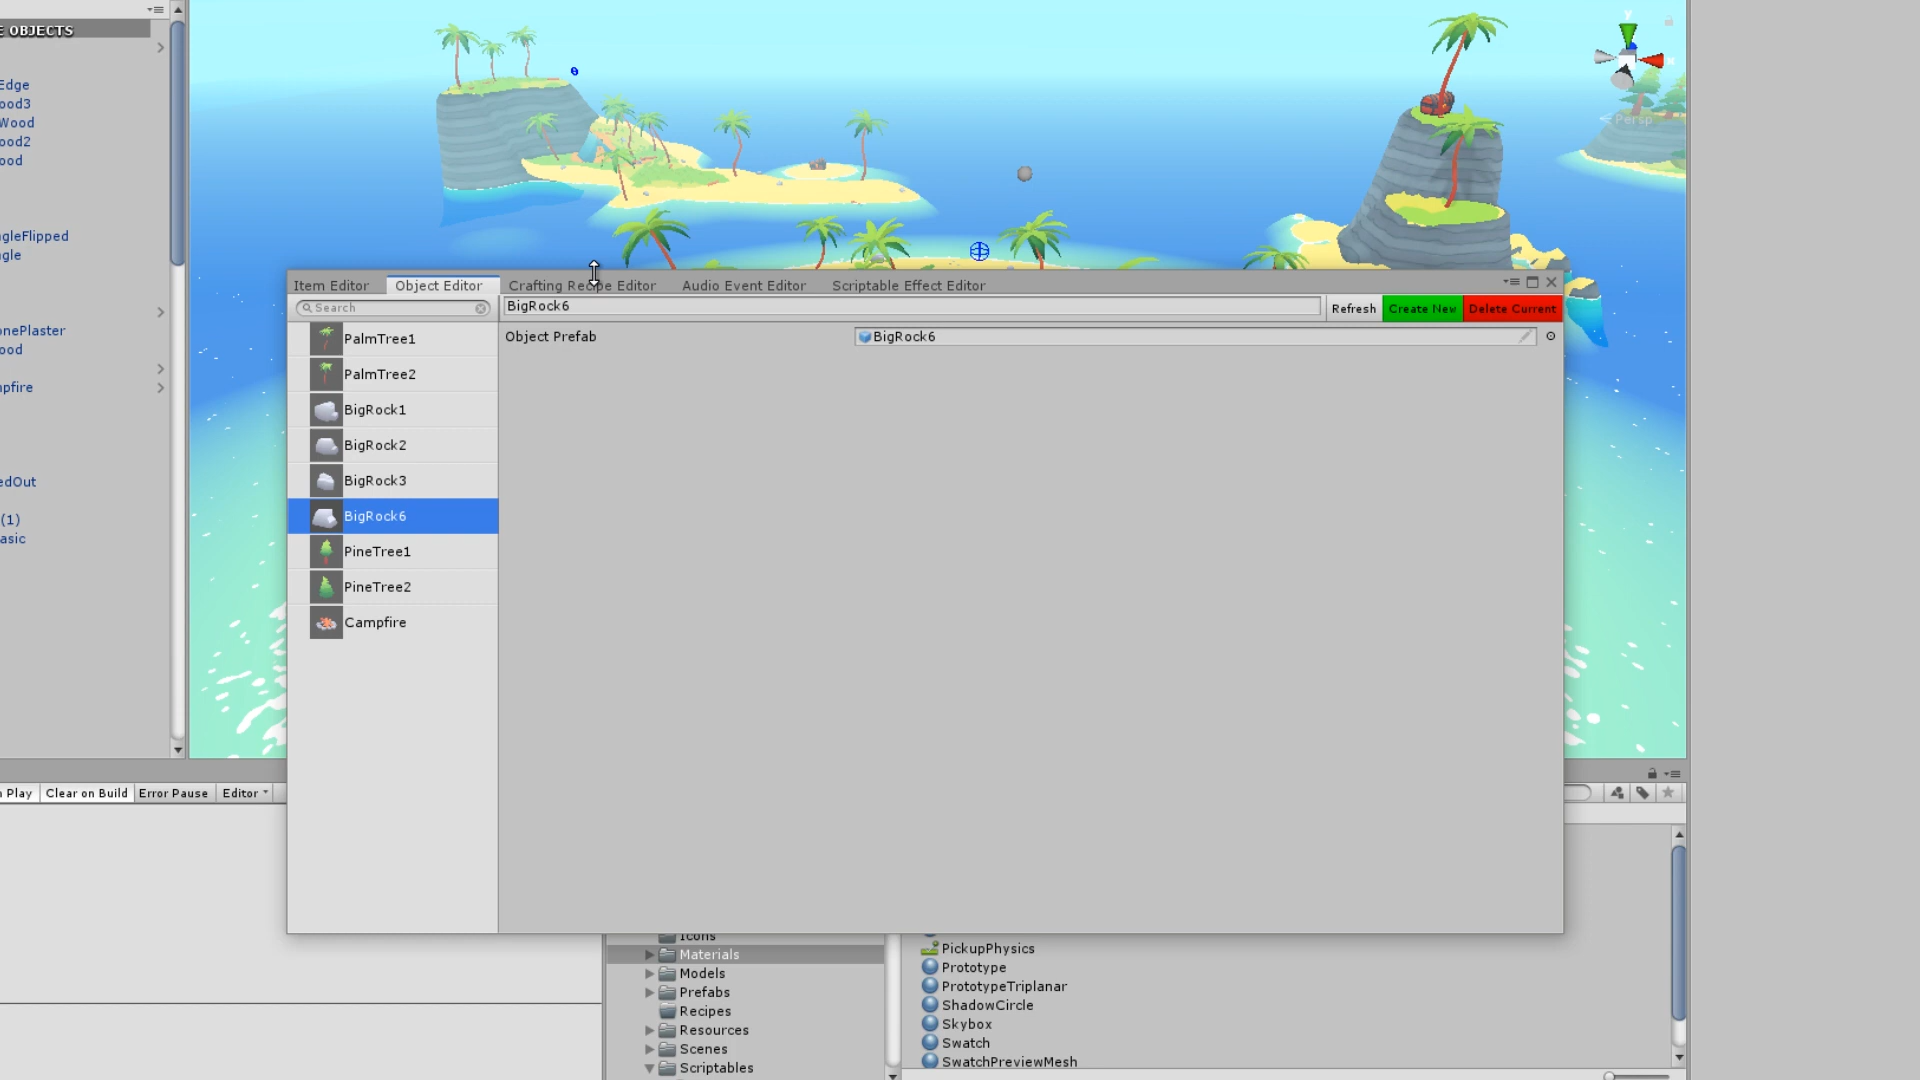 E OBJECTS
Edge
ood3
Wood
ood2
ood
ngleFlipped
gle
onePlaster
ood
npfire
edOut
(1)
asic
y
x
Persp
Item Editor
Object Editor
Crafting Recipe Editor
Audio Event Editor
Scriptable Effect Editor
Search
BigRock6
Refresh
Create New
Delete Current
Object Prefab
BigRock6
PalmTree1
PalmTree2
BigRock1
BigRock2
BigRock3
BigRock6
PineTree1
PineTree2
Campfire
n Play
Clear on Build
Error Pause
Editor
Icons
Materials
Models
Prefabs
Recipes
Resources
Scenes
Scriptables
PickupPhysics
Prototype
PrototypeTriplanar
ShadowCircle
Skybox
Swatch
SwatchPreviewMesh